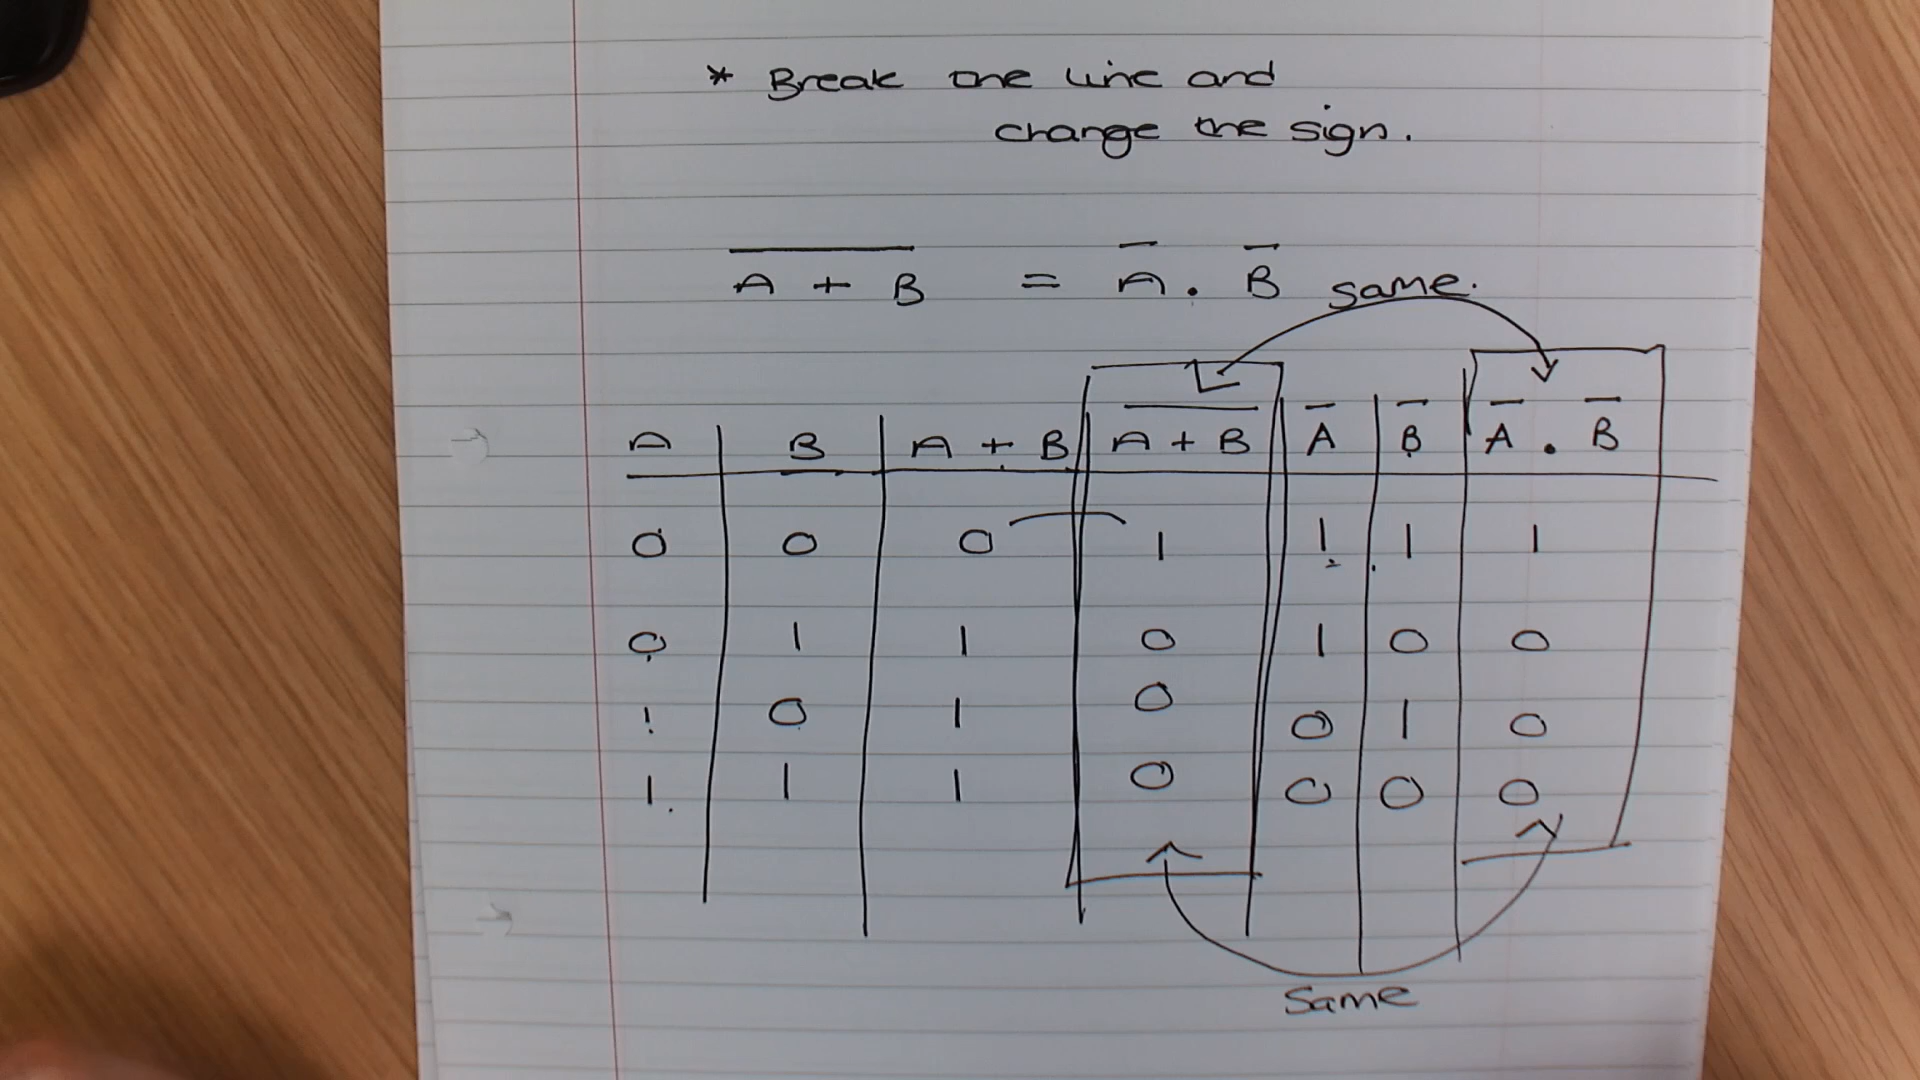 * Break the line and
change the sign.
A̅ ̅+̅ ̅B̅ = A̅ . B̅ same.
A | B | A + B | A̅ ̅+̅ ̅B̅ | A̅ | B̅ | A̅ . B̅
0 0 0 1 1 1 1
0 1 1 0 1 0 0
1 0 1 0 0 1 0
1 1 1 0 0 0 0
Same